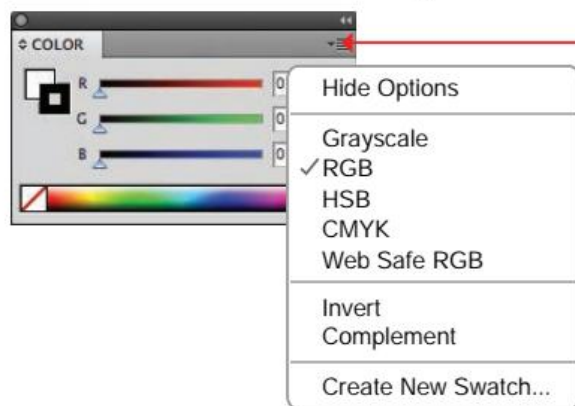 COLOR
R 0
G 0
B 0
Hide Options
Grayscale
✓RGB
HSB
CMYK
Web Safe RGB
Invert
Complement
Create New Swatch...